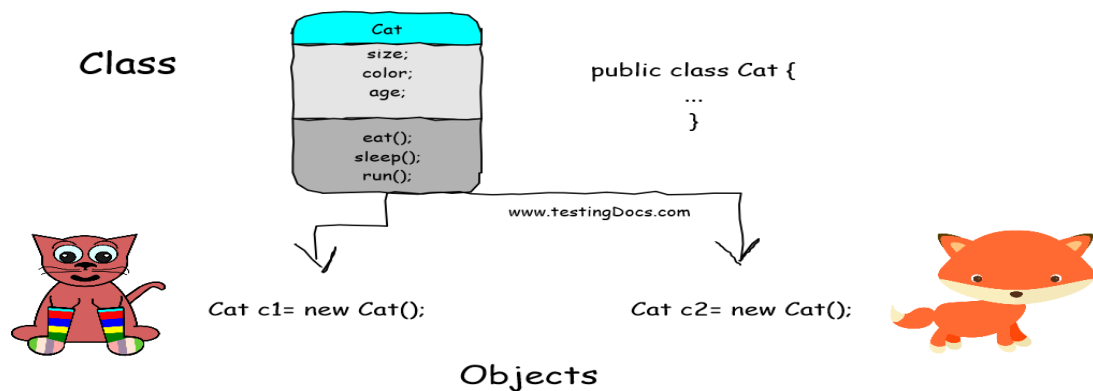 Class
Cat
size;
color;
age;
eat();
sleep();
run();
public class Cat {
...
}
www.testingDocs.com
Cat c1= new Cat();
Cat c2= new Cat();
Objects